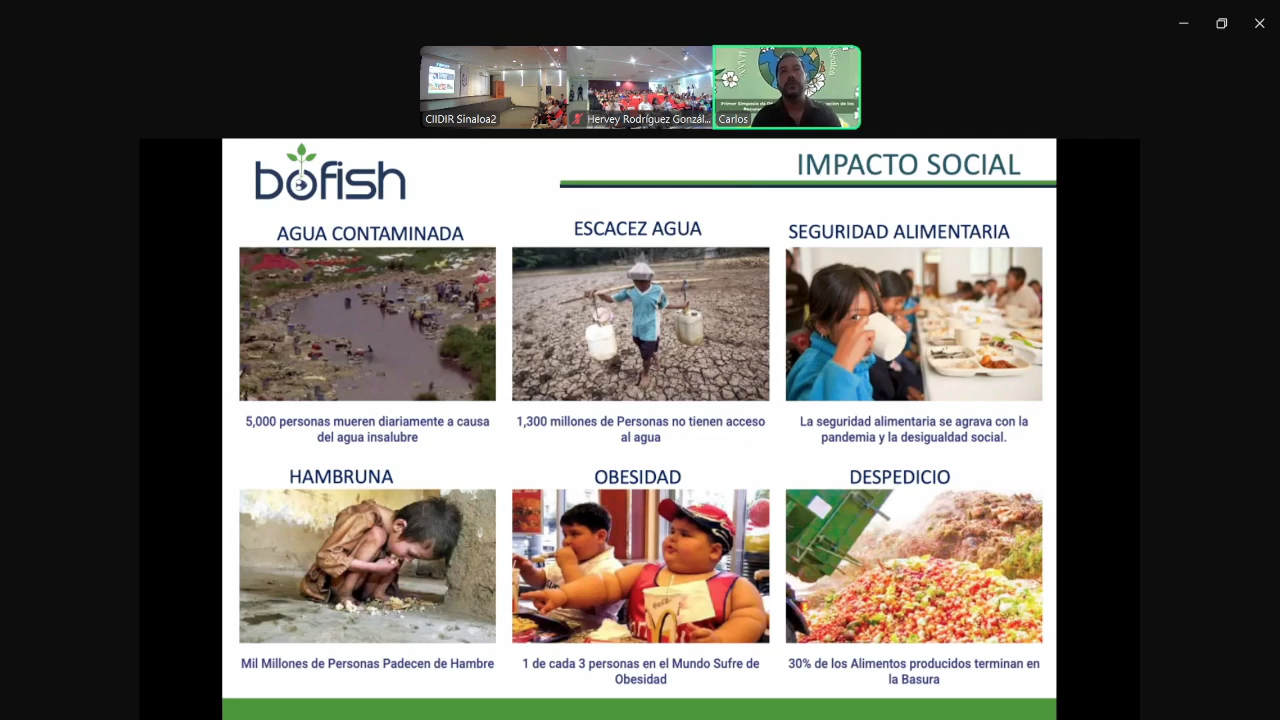 CIIDIR Sinaloa2
Hervey Rodríguez Gonzál...
Carlos
Primer Simposio de
bofish
IMPACTO SOCIAL
AGUA CONTAMINADA
ESCACEZ AGUA
SEGURIDAD ALIMENTARIA
5,000 personas mueren diariamente a causa
del agua insalubre
1,300 millones de Personas no tienen acceso
al agua
La seguridad alimentaria se agrava con la
pandemia y la desigualdad social.
HAMBRUNA
OBESIDAD
DESPEDICIO
Mil Millones de Personas Padecen de Hambre
1 de cada 3 personas en el Mundo Sufre de
Obesidad
30% de los Alimentos producidos terminan en
la Basura